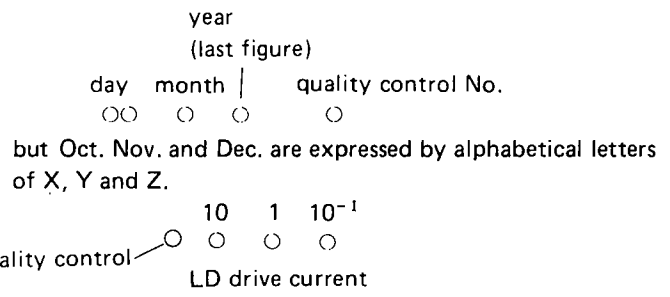 year
(last figure)
day month quality control No.
but Oct. Nov. and Dec. are expressed by alphabetical letters
of X, Y and Z.
10 1 10⁻¹
ality control
LD drive current